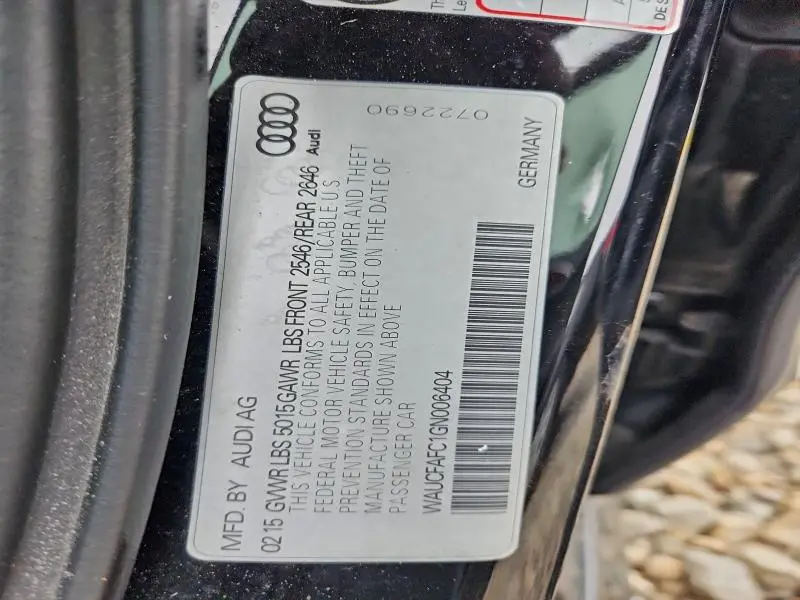 MFD. BY AUDI AG
Audi
02 15 GVWR LBS 5015 GAWR LBS FRONT 2546/REAR 2646
THIS VEHICLE CONFORMS TO ALL APPLICABLE U S
FEDERAL MOTOR VEHICLE SAFETY, BUMPER AND THEFT
PREVENTION STANDARDS IN EFFECT ON THE DATE OF
MANUFACTURE SHOWN ABOVE
PASSENGER CAR
WAUCFAFC1GN006404
GERMANY
0722690